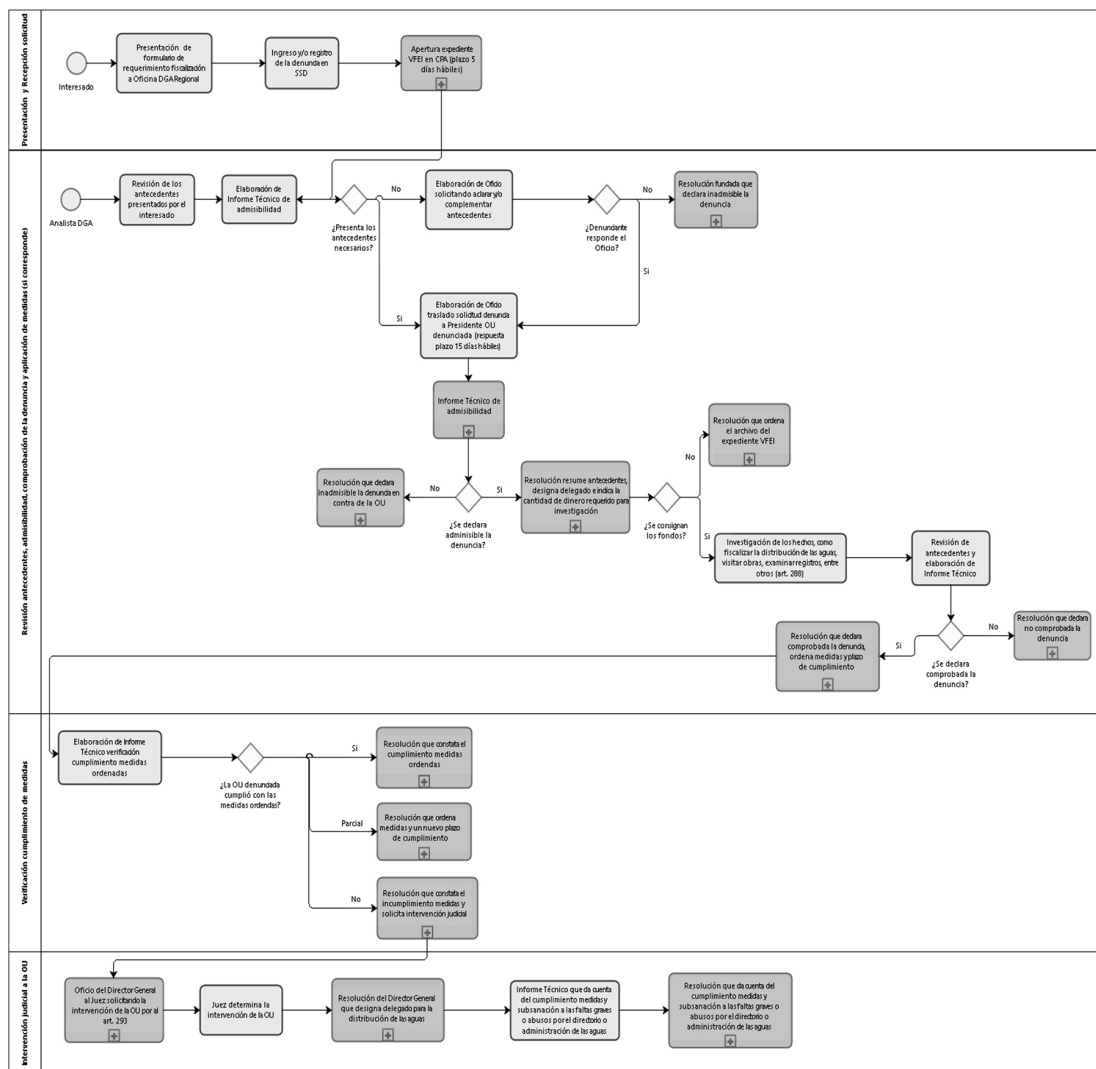 Presentación y Recepción solicitud
Interesado
Presentación de
formulario de
requerimiento fiscalización
a Oficina DGA Regional
Ingreso y/o registro
de la denuncia en
SSD
Apertura expediente
VFEI en CPA (plazo 5
días hábiles)
Revisión antecedentes, admisibilidad, comprobación de la denuncia y aplicación de medidas (si corresponde)
Analista DGA
Revisión de los
antecedentes
presentados por el
interesado
Elaboración de
Informe Técnico de
admisibilidad
¿Presenta los
antecedentes
necesarios?
No
Elaboración de Oficio
solicitando aclarar y/o
complementar
antecedentes
¿Denunciante
responde el
Oficio?
No
Resolución fundada que
declara inadmisible la
denuncia
Si
Si
Elaboración de Oficio
traslado solicitud denuncia
a Presidente OU
denunciada (respuesta
plazo 15 días hábiles)
Informe Técnico de
admisibilidad
Resolución que declara
inadmisible la denuncia en
contra de la OU
No
¿Se declara
adminisible la
denuncia?
Si
Resolución resume antecedentes,
designa delegado e indica la
cantidad de dinero requerido para
investigación
¿Se consignan
los fondos?
No
Resolución que ordena
el archivo del
expediente VFEI
Si
Investigación de los hechos, como
fiscalizar la distribución de las aguas,
visitar obras, examinar registros, entre
otros (art. 288)
Revisión de
antecedentes y
elaboración de
Informe Técnico
¿Se declara
comprobada la
denuncia?
No
Resolución que declara
no comprobada la
denuncia
Si
Resolución que declara
comprobada la denuncia,
ordena medidas y plazo
de cumplimiento
Verificación cumplimiento de medidas
Elaboración de Informe
Técnico verificación
cumplimiento medidas
ordenadas
¿La OU denunciada
cumplió con las
medidas ordendas?
Si
Resolución que constata el
cumplimiento medidas
ordendas
Parcial
Resolución que ordena
medidas y un nuevo plazo
de cumplimiento
No
Resolución que constata el
incumplimiento medidas y
solicita intervención judicial
Intervención judicial a la OU
Oficio del Director General
al Juez solicitando la
intervención de la OU por al
art. 293
Juez determina la
intervención de la OU
Resolución del Director General
que designa delegado para la
distribución de las aguas
Informe Técnico que da cuenta
del cumplimiento medidas y
subsanación a las faltas graves
o abusos por el directorio o
administración de las aguas
Resolución que da cuenta del
cumplimiento medidas y
subsanación a las faltas graves o
abusos por el directorio o
administración de las aguas